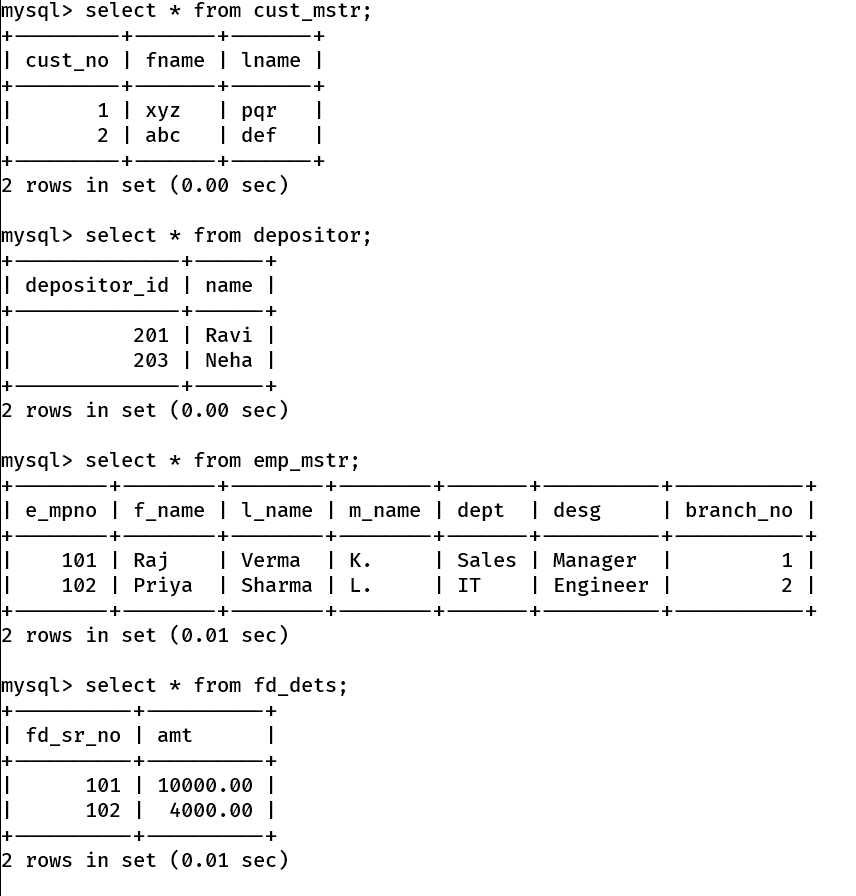 mysql> select * from cust_mstr;
+---------+-------+-------+
| cust_no | fname | lname |
+---------+-------+-------+
|       1 | xyz   | pqr   |
|       2 | abc   | def   |
+---------+-------+-------+
2 rows in set (0.00 sec)

mysql> select * from depositor;
+--------------+------+
| depositor_id | name |
+--------------+------+
|          201 | Ravi |
|          203 | Neha |
+--------------+------+
2 rows in set (0.00 sec)

mysql> select * from emp_mstr;
+---------+--------+--------+--------+-------+----------+-----------+
| e_mpno | f_name | l_name | m_name | dept  | desg     | branch_no |
+---------+--------+--------+--------+-------+----------+-----------+
|    101 | Raj    | Verma  | K.     | Sales | Manager  |         1 |
|    102 | Priya  | Sharma | L.     | IT    | Engineer |         2 |
+---------+--------+--------+--------+-------+----------+-----------+
2 rows in set (0.01 sec)

mysql> select * from fd_dets;
+----------+----------+
| fd_sr_no | amt      |
+----------+----------+
|      101 | 10000.00 |
|      102 |  4000.00 |
+----------+----------+
2 rows in set (0.01 sec)